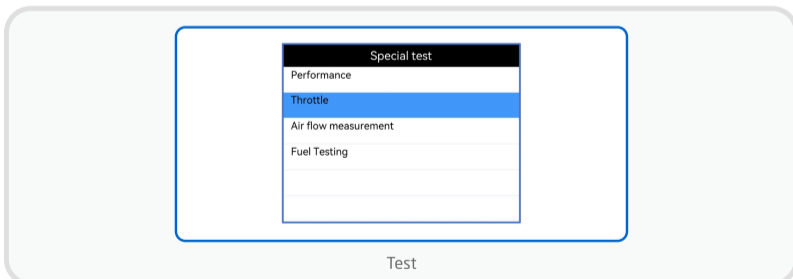 Special test
Performance
Throttle
Air flow measurement
Fuel Testing
Test